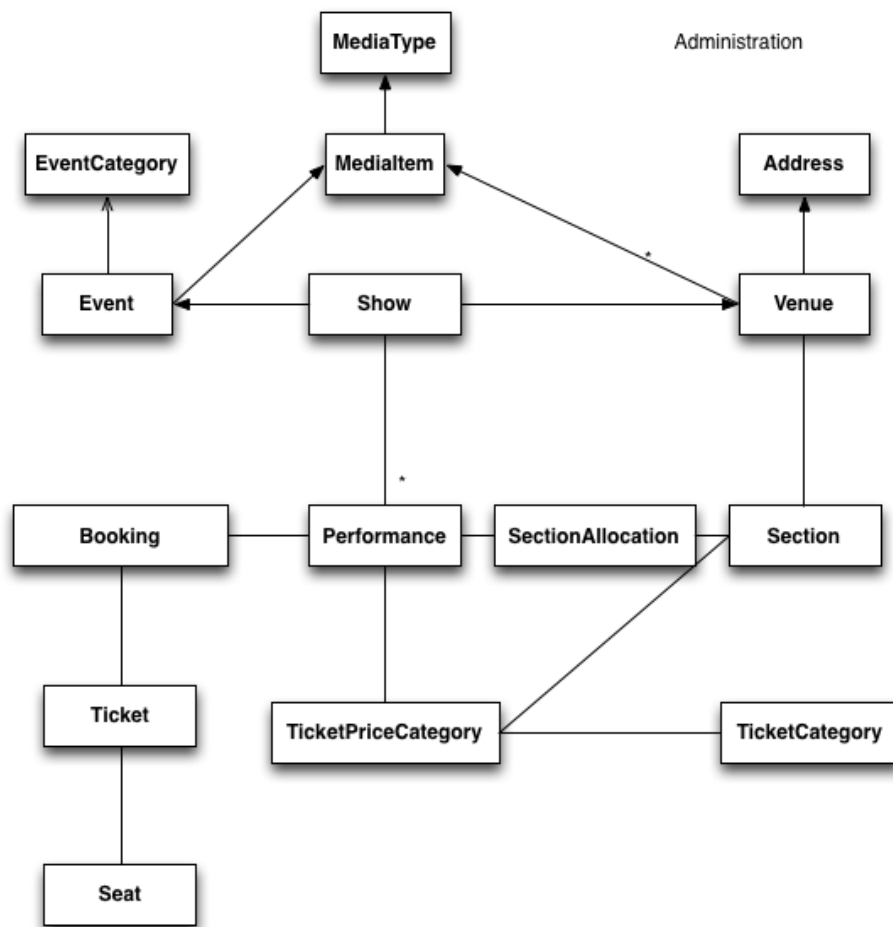 MediaType
Administration
EventCategory
MediaItem
Address
*
Event
Show
Venue
*
Booking
Performance
SectionAllocation
Section
Ticket
TicketPriceCategory
TicketCategory
Seat